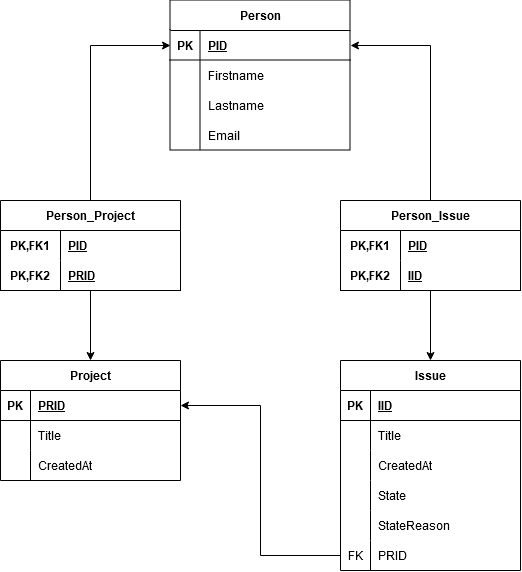 Person
PK PID
Firstname
Lastname
Email
Person_Project
PK,FK1 PID
PK,FK2 PRID
Person_Issue
PK,FK1 PID
PK,FK2 IID
Project
PK PRID
Title
CreatedAt
Issue
PK IID
Title
CreatedAt
State
StateReason
FK PRID